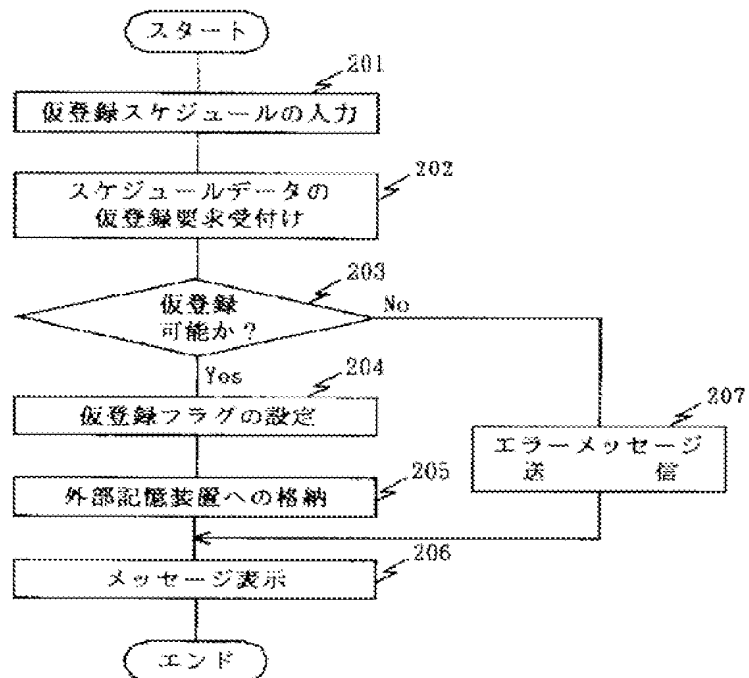 スタート
201
仮登録スケジュールの入力
202
スケジュールデータの
仮登録要求受付け
203
仮登録
可能か？
No
Yes
204
仮登録フラグの設定
207
エラーメッセージ
送　　　信
205
外部記憶装置への格納
206
メッセージ表示
エンド